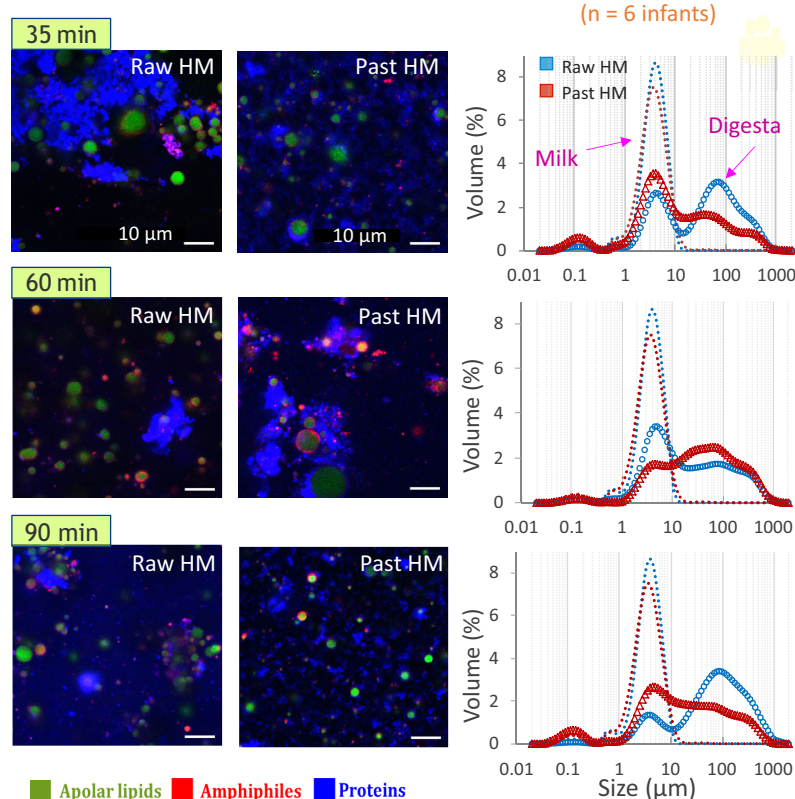 (n = 6 infants)
35 min
Raw HM
10 µm
Past HM
10 µm
Raw HM
Past HM
Milk
Digesta
Volume (%)
8
6
4
2
0
0.01 0.1 1 10 100 1000
60 min
Raw HM
Past HM
Volume (%)
8
6
4
2
0
0.01 0.1 1 10 100 1000
90 min
Raw HM
Past HM
Volume (%)
8
6
4
2
0
0.01 0.1 1 10 100 1000
Size (µm)
Apolar lipids Amphiphiles Proteins